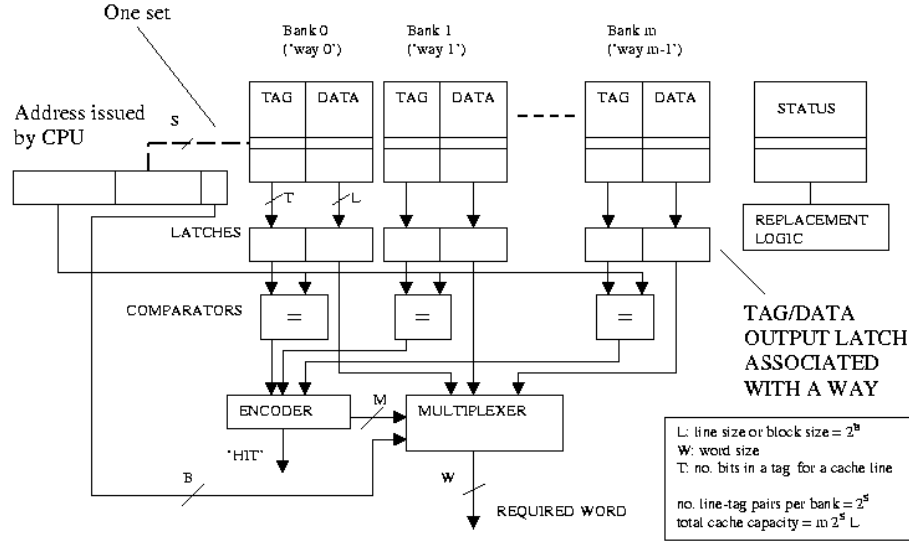 One set
Bank 0
('way 0')
Bank 1
('way 1')
Bank m
('way m-1')
TAG
DATA
TAG
DATA
TAG
DATA
STATUS
Address issued
by CPU
S
T
L
LATCHES
REPLACEMENT
LOGIC
COMPARATORS
=
=
=
TAG/DATA
OUTPUT LATCH
ASSOCIATED
WITH A WAY
ENCODER
M
MULTIPLEXER
'HIT'
B
W
REQUIRED WORD
L: line size or block size = 2^B
W: word size
T: no. bits in a tag for a cache line
no. line-tag pairs per bank = 2^S
total cache capacity = m 2^S L